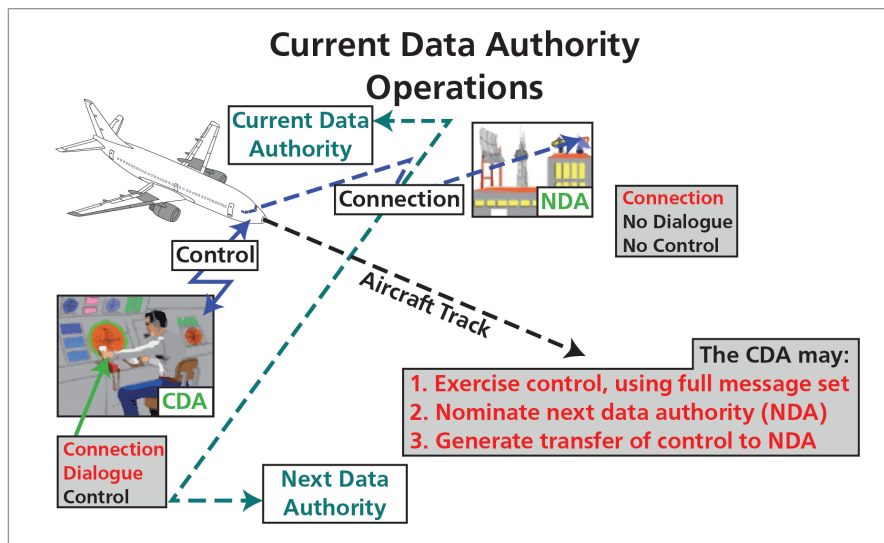 Current Data Authority
Operations
Current Data
Authority
Connection
NDA
Connection
No Dialogue
No Control
Control
Aircraft Track
CDA
The CDA may:
1. Exercise control, using full message set
2. Nominate next data authority (NDA)
3. Generate transfer of control to NDA
Connection
Dialogue
Control
Next Data
Authority